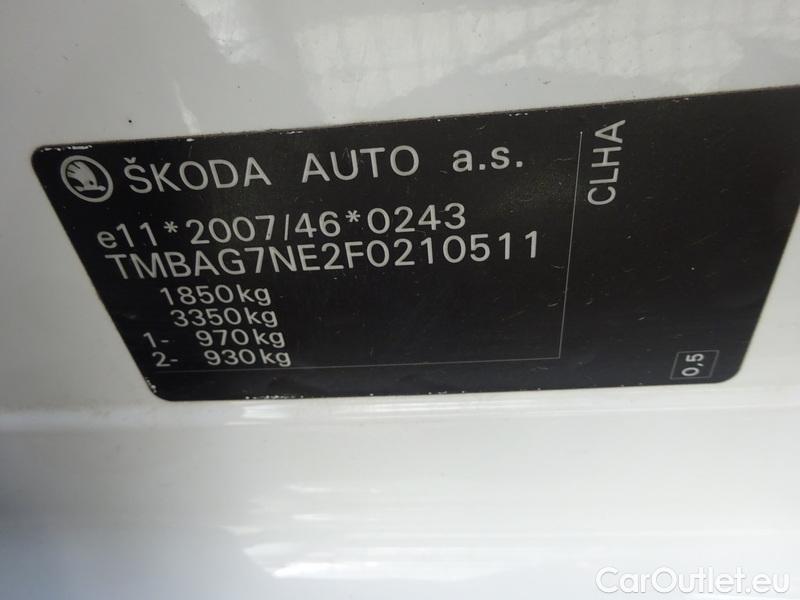 ŠKODA AUTO a.s.
e11*2007/46*0243
TMBAG7NE2F0210511
1850kg
3350kg
1- 970kg
2- 930kg
CLHA
0,5
CarOutlet.eu